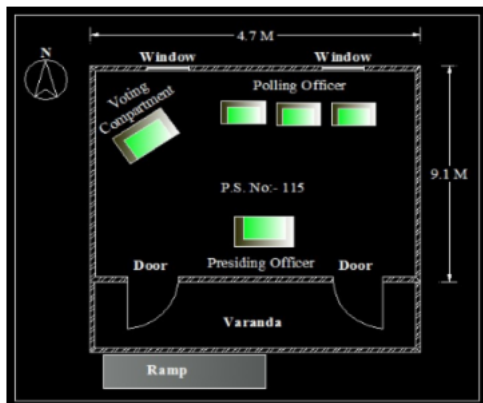 4.7 M
N
Window
Window
Voting
Compartment
Polling Officer
9.1 M
P.S. No:- 115
Door
Presiding Officer
Door
Varanda
Ramp